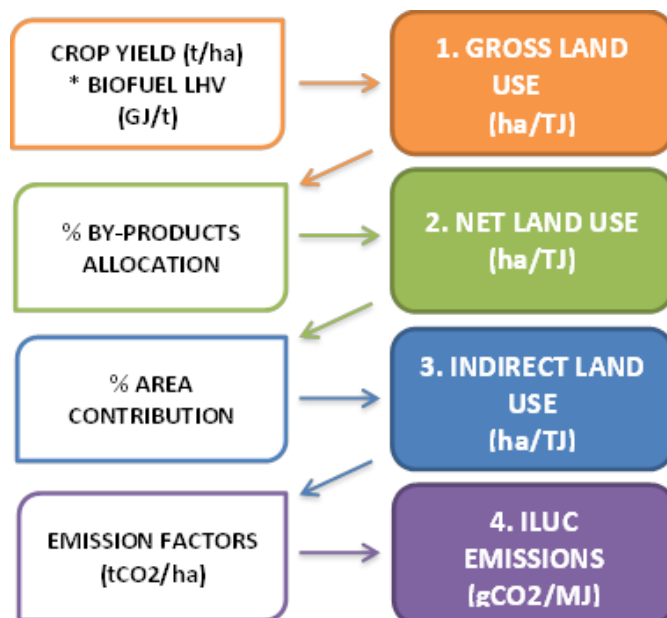 CROP YIELD (t/ha)
* BIOFUEL LHV
(GJ/t)
1. GROSS LAND
USE
(ha/TJ)
% BY-PRODUCTS
ALLOCATION
2. NET LAND USE
(ha/TJ)
% AREA
CONTRIBUTION
3. INDIRECT LAND
USE
(ha/TJ)
EMISSION FACTORS
(tCO2/ha)
4. ILUC
EMISSIONS
(gCO2/MJ)